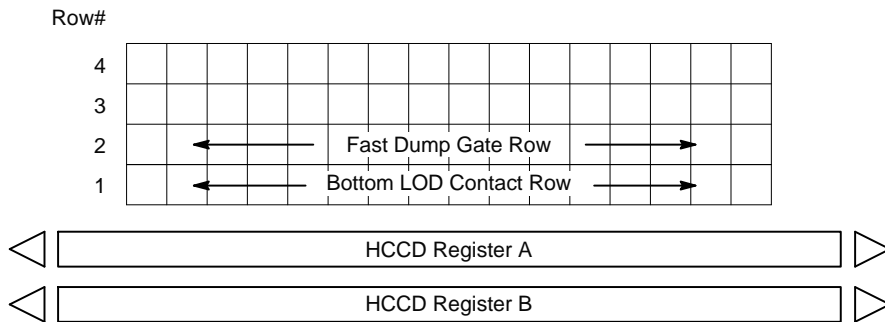 Row#
4
3
2 Fast Dump Gate Row
1 Bottom LOD Contact Row
HCCD Register A
HCCD Register B